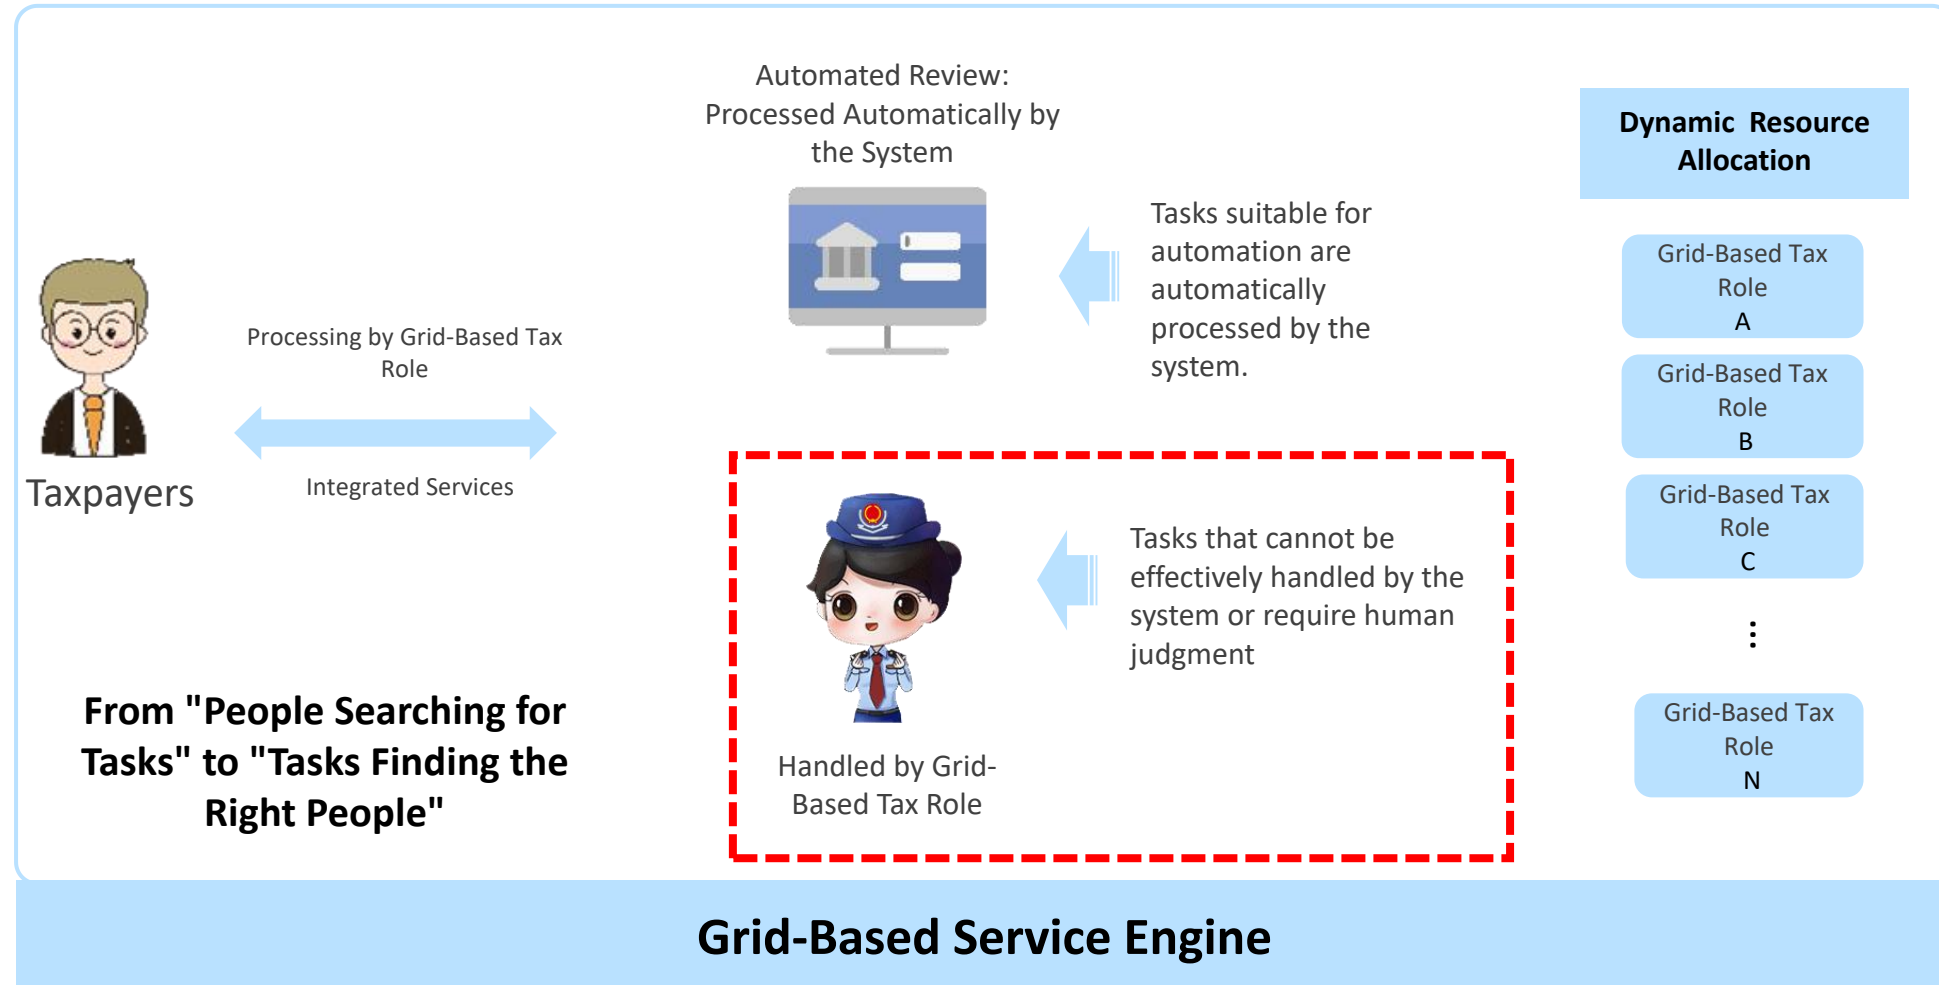 Automated Review:
Processed Automatically by
the System
Dynamic  Resource
Allocation
Tasks suitable for
automation are
automatically
processed by the
system.
Grid-Based Tax
Role
A
Processing by Grid-Based Tax
Role
Grid-Based Tax
Role
B
Taxpayers
Integrated Services
Grid-Based Tax
Role
C
Tasks that cannot be
effectively handled by the
system or require human
judgment
⋮
From "People Searching for
Tasks" to "Tasks Finding the
Right People"
Handled by Grid-
Based Tax Role
Grid-Based Tax
Role
N
Grid-Based Service Engine